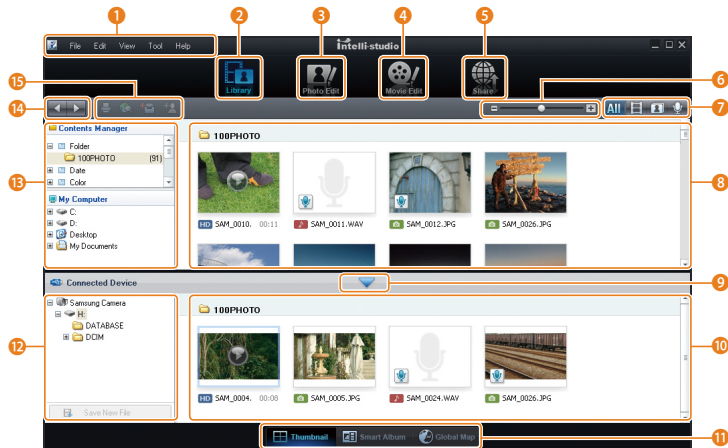 1 2 3 4 5
File Edit View Tool Help
intelli-studio
Library Photo Edit Movie Edit Share
15
6
14
All
7
Contents Manager
Folder
100PHOTO (91)
Date
Color
13
My Computer
C:
D:
Desktop
My Documents
100PHOTO
HD SAM_0010. 00:11
SAM_0011.WAV
SAM_0012.JPG
SAM_0026.JPG
8
Connected Device
9
Samsung Camera
H:
DATABASE
DCIM
12
Save New File
100PHOTO
HD SAM_0004. 00:08
SAM_0005.JPG
SAM_0024.WAV
SAM_0026.JPG
10
Thumbnail Smart Album Global Map
11